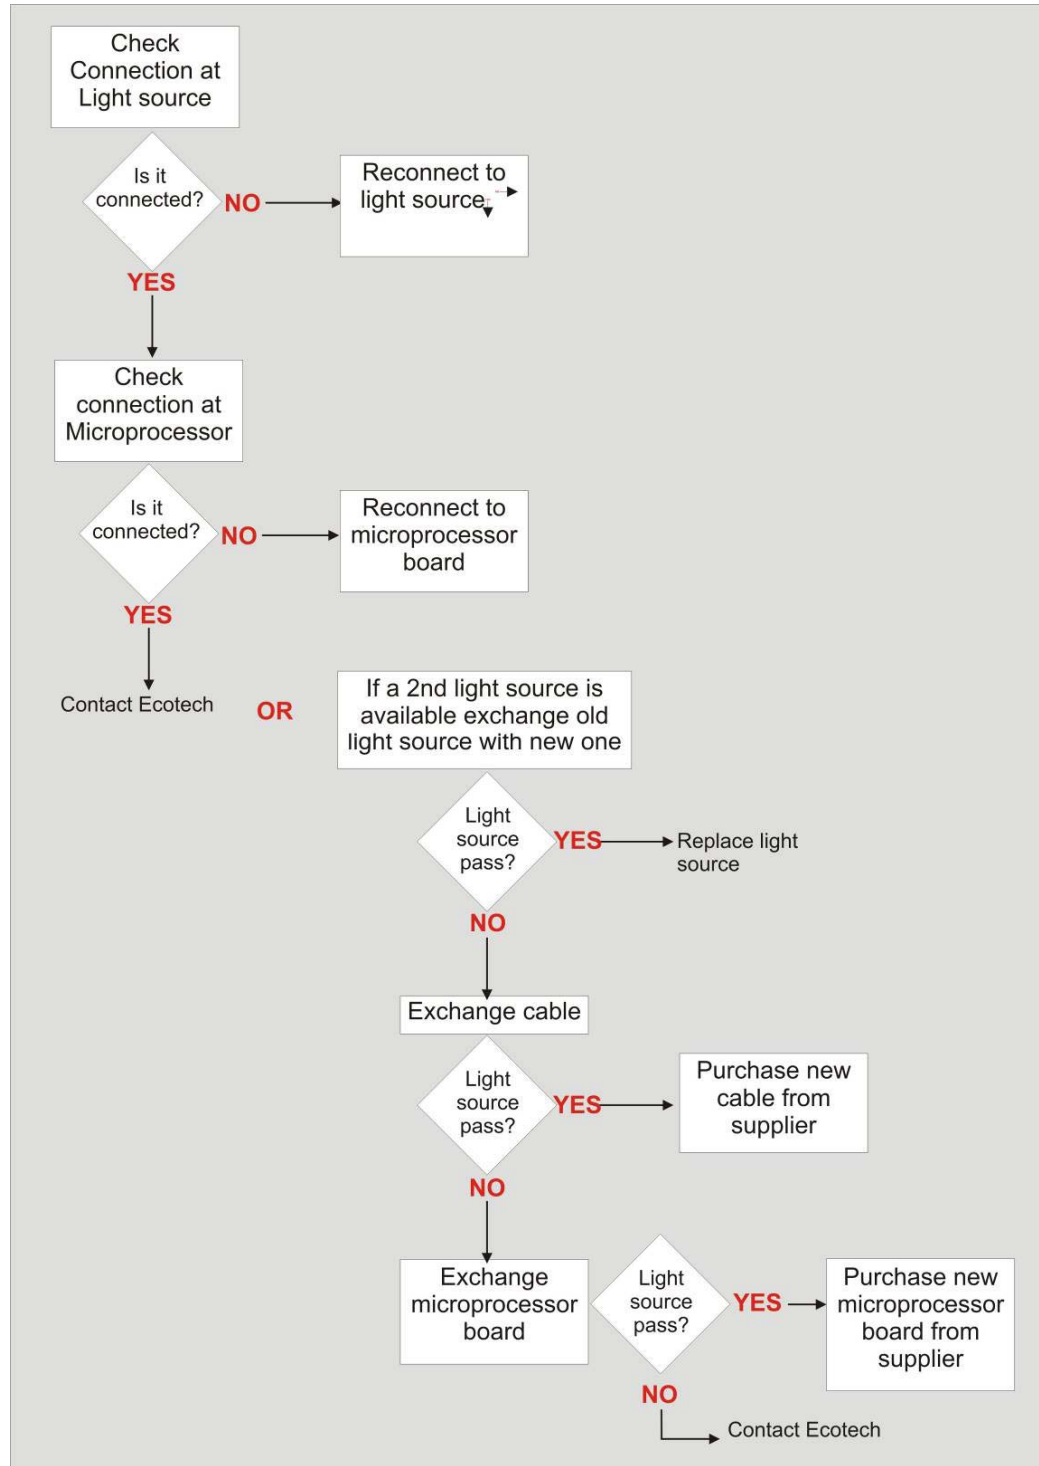 Check
Connection at
Light source
Is it
connected?
NO
Reconnect to
light source
YES
Check
connection at
Microprocessor
Is it
connected?
NO
Reconnect to
microprocessor
board
YES
Contact Ecotech
OR
If a 2nd light source is
available exchange old
light source with new one
Light
source
pass?
YES
Replace light
source
NO
Exchange cable
Light
source
pass?
YES
Purchase new
cable from
supplier
NO
Exchange
microprocessor
board
Light
source
pass?
YES
Purchase new
microprocessor
board from
supplier
NO
Contact Ecotech